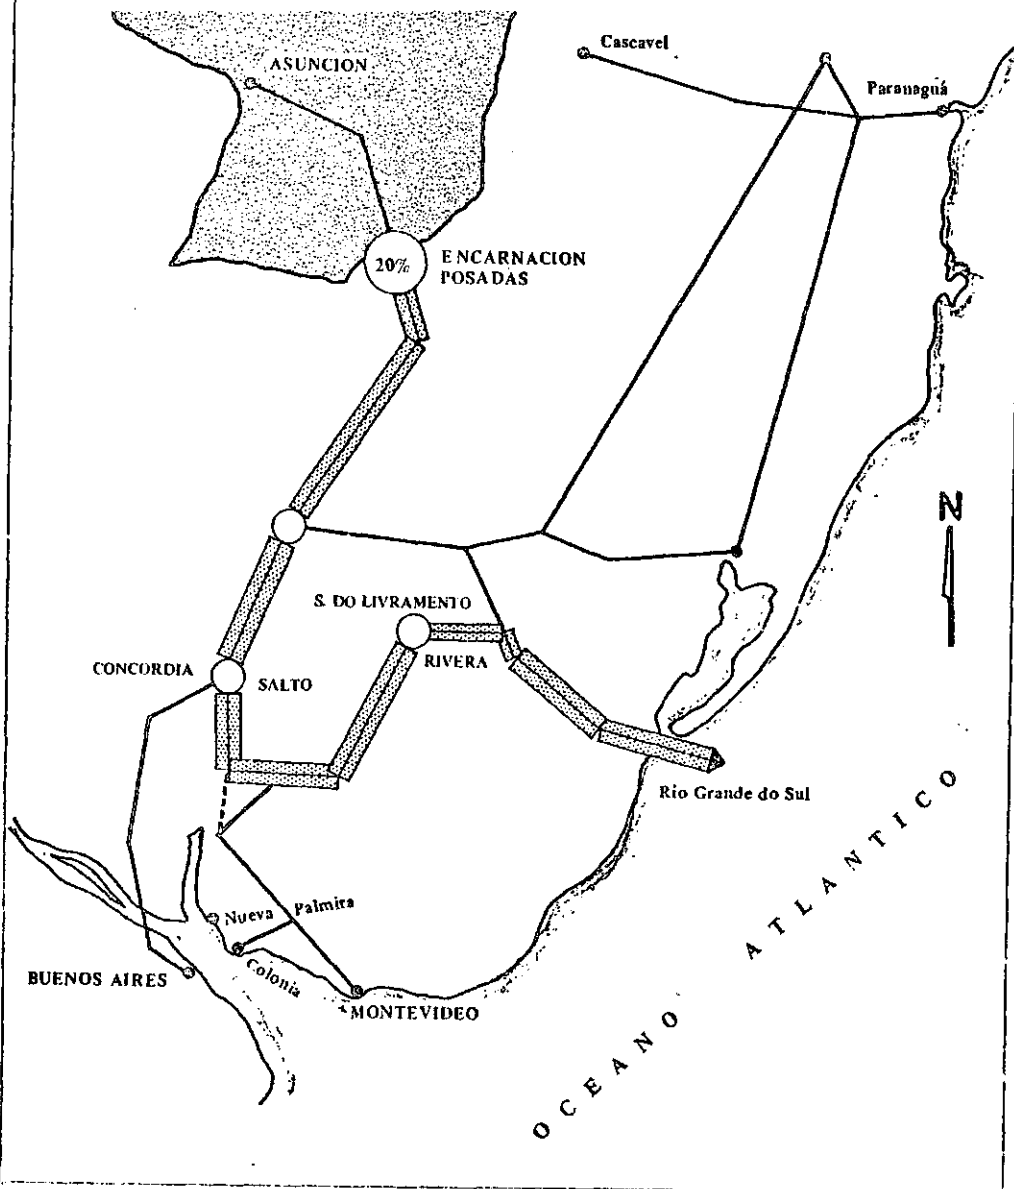 ASUNCION
Cascavel
Paranaguá
20%
ENCARNACION
POSADAS
N
S. DO LIVRAMENTO
RIVERA
CONCORDIA
SALTO
Rio Grande do Sul
Nueva Palmira
Colonia
BUENOS AIRES
MONTEVIDEO
OCEANO ATLANTICO